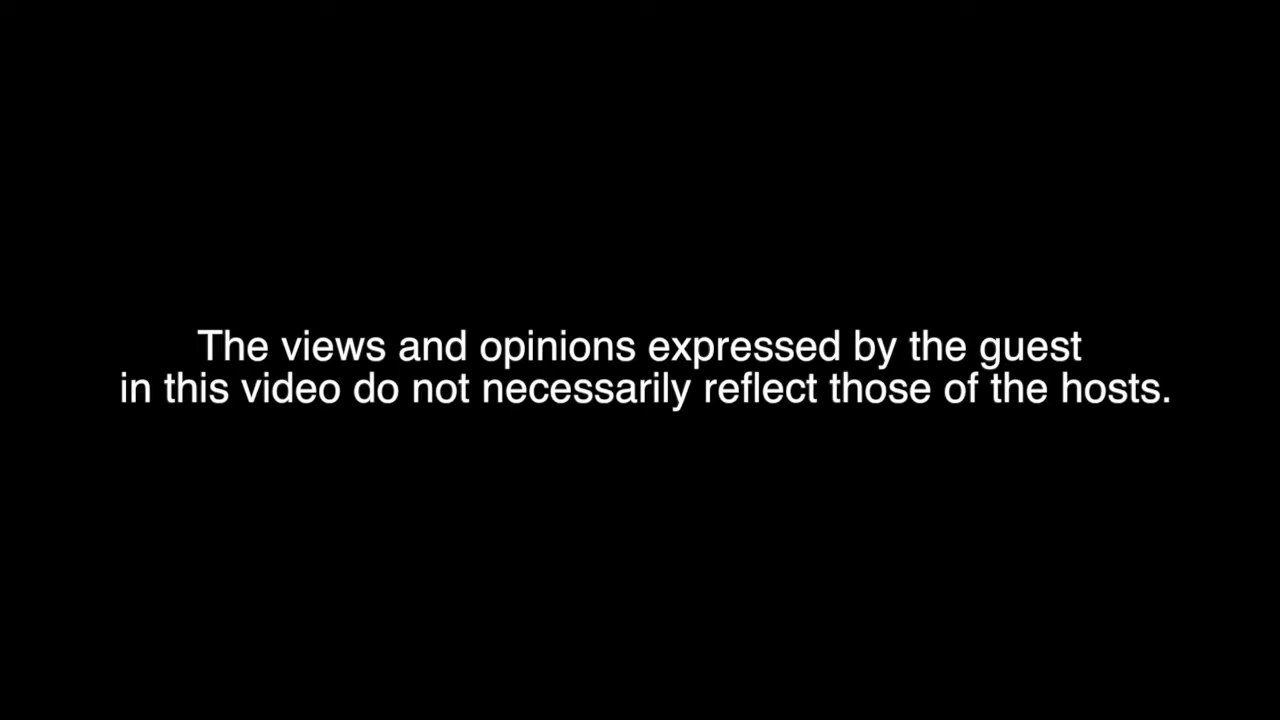 The views and opinions expressed by the guest
in this video do not necessarily reflect those of the hosts.